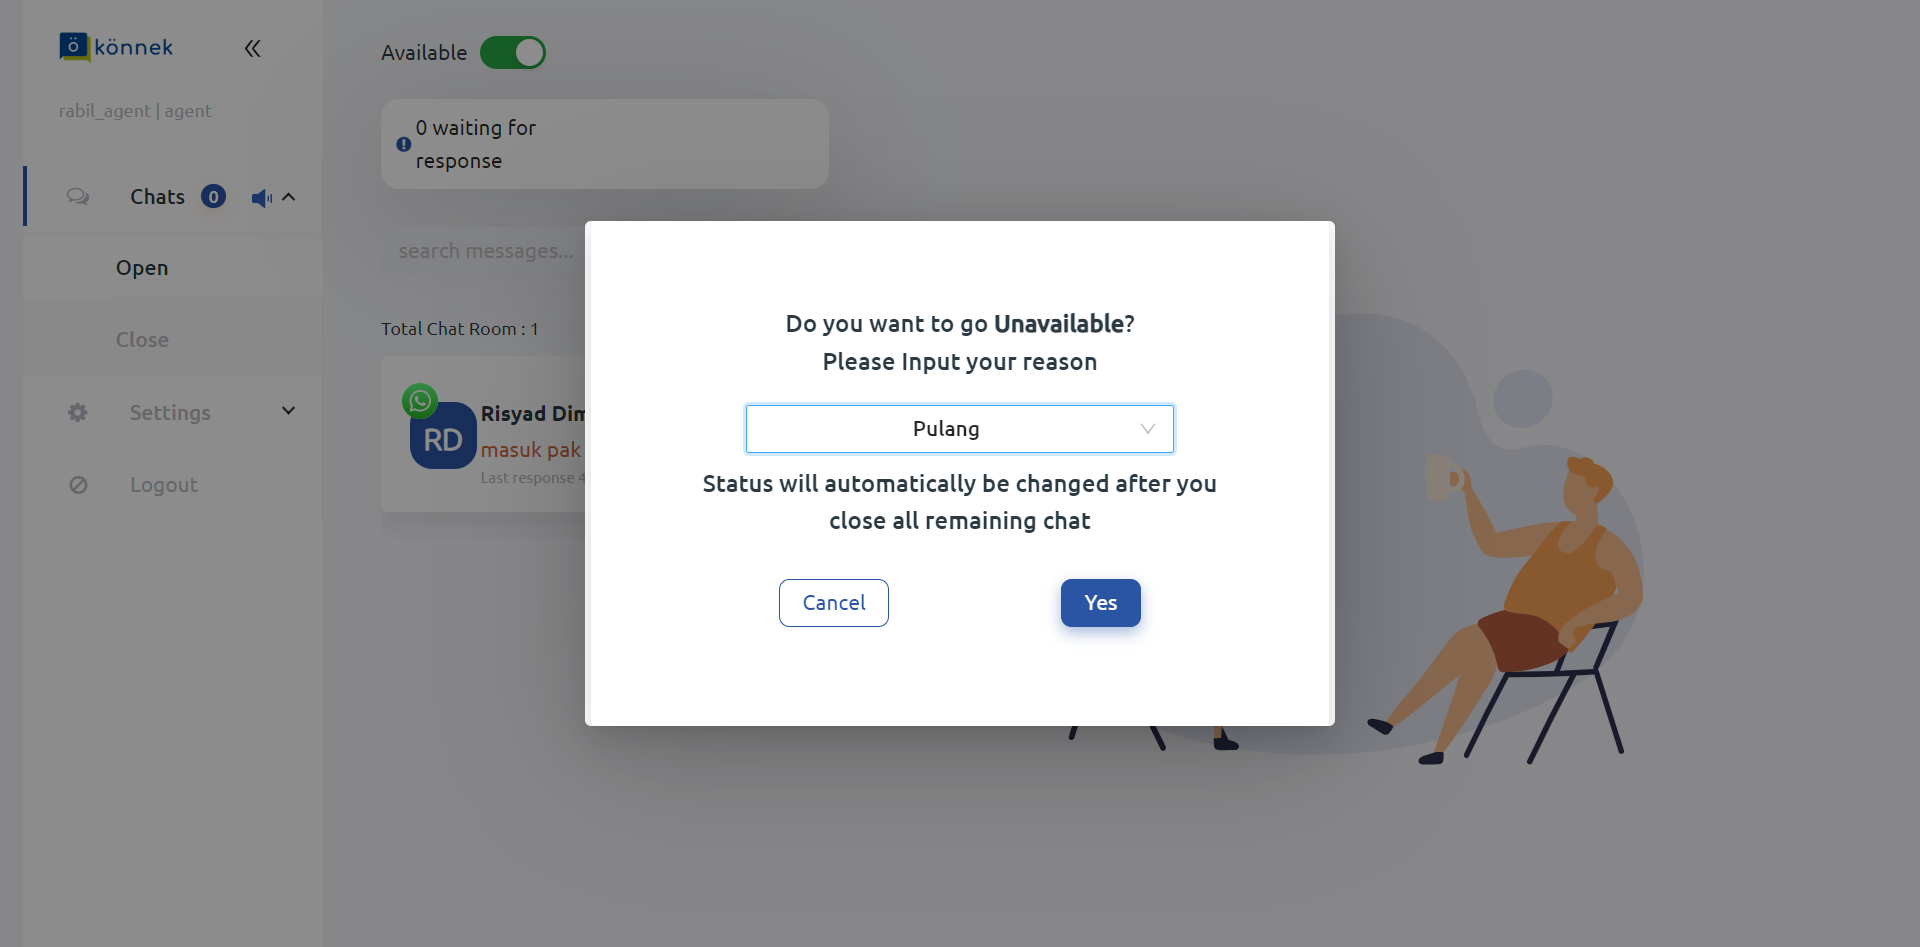 ö könnek
rabil_agent | agent
Chats 0
Open
Close
Settings
Logout
Available
0 waiting for
response
search messages...
Total Chat Room : 1
RD
Risyad Dim
masuk pak
Last response 4
Do you want to go Unavailable?
Please Input your reason
Pulang
Status will automatically be changed after you
close all remaining chat
Cancel
Yes